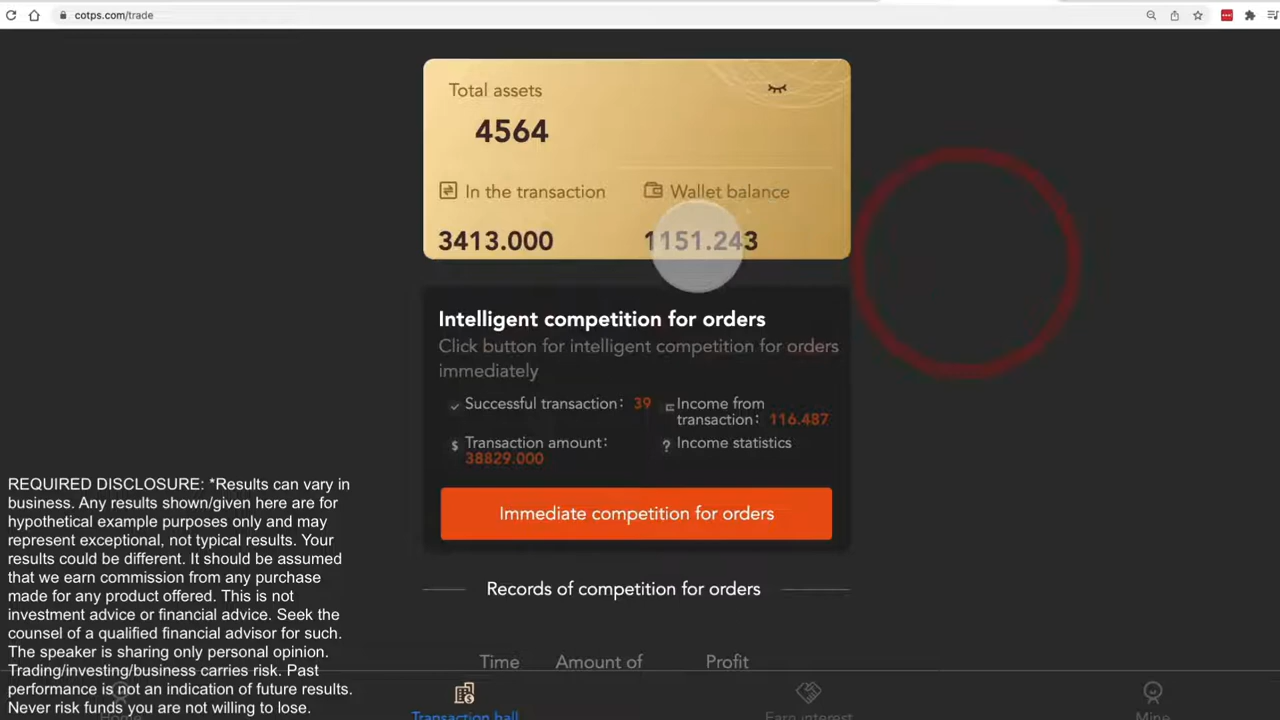 cotps.com/trade
Total assets
4564
In the transaction
Wallet balance
3413.000
1151.243
Intelligent competition for orders
Click button for intelligent competition for orders
immediately
Successful transaction： 39
Income from
transaction： 116.487
Transaction amount：
38829.000
Income statistics
Immediate competition for orders
Records of competition for orders
Time Amount of Profit
REQUIRED DISCLOSURE: *Results can vary in
business. Any results shown/given here are for
hypothetical example purposes only and may
represent exceptional, not typical results. Your
results could be different. It should be assumed
that we earn commission from any purchase
made for any product offered. This is not
investment advice or financial advice. Seek the
counsel of a qualified financial advisor for such.
The speaker is sharing only personal opinion.
Trading/investing/business carries risk. Past
performance is not an indication of future results.
Never risk funds you are not willing to lose.
Home
Transaction hall
Earn interest
Mine